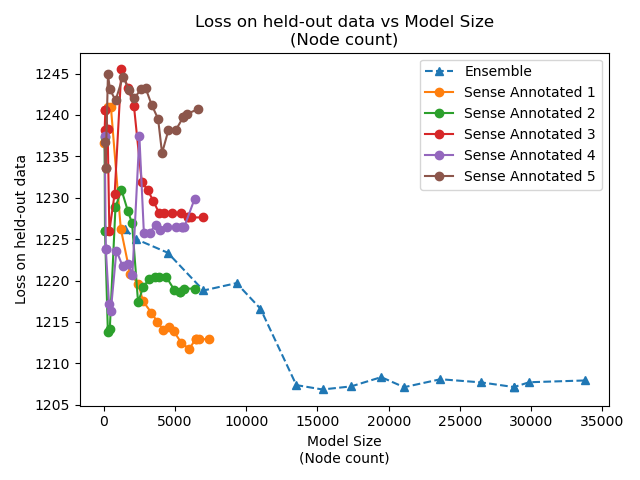 Loss on held-out data vs Model Size
(Node count)
Loss on held-out data
1245
1240
1235
1230
1225
1220
1215
1210
1205
Ensemble
Sense Annotated 1
Sense Annotated 2
Sense Annotated 3
Sense Annotated 4
Sense Annotated 5
0
5000
10000
15000
20000
25000
30000
35000
Model Size
(Node count)